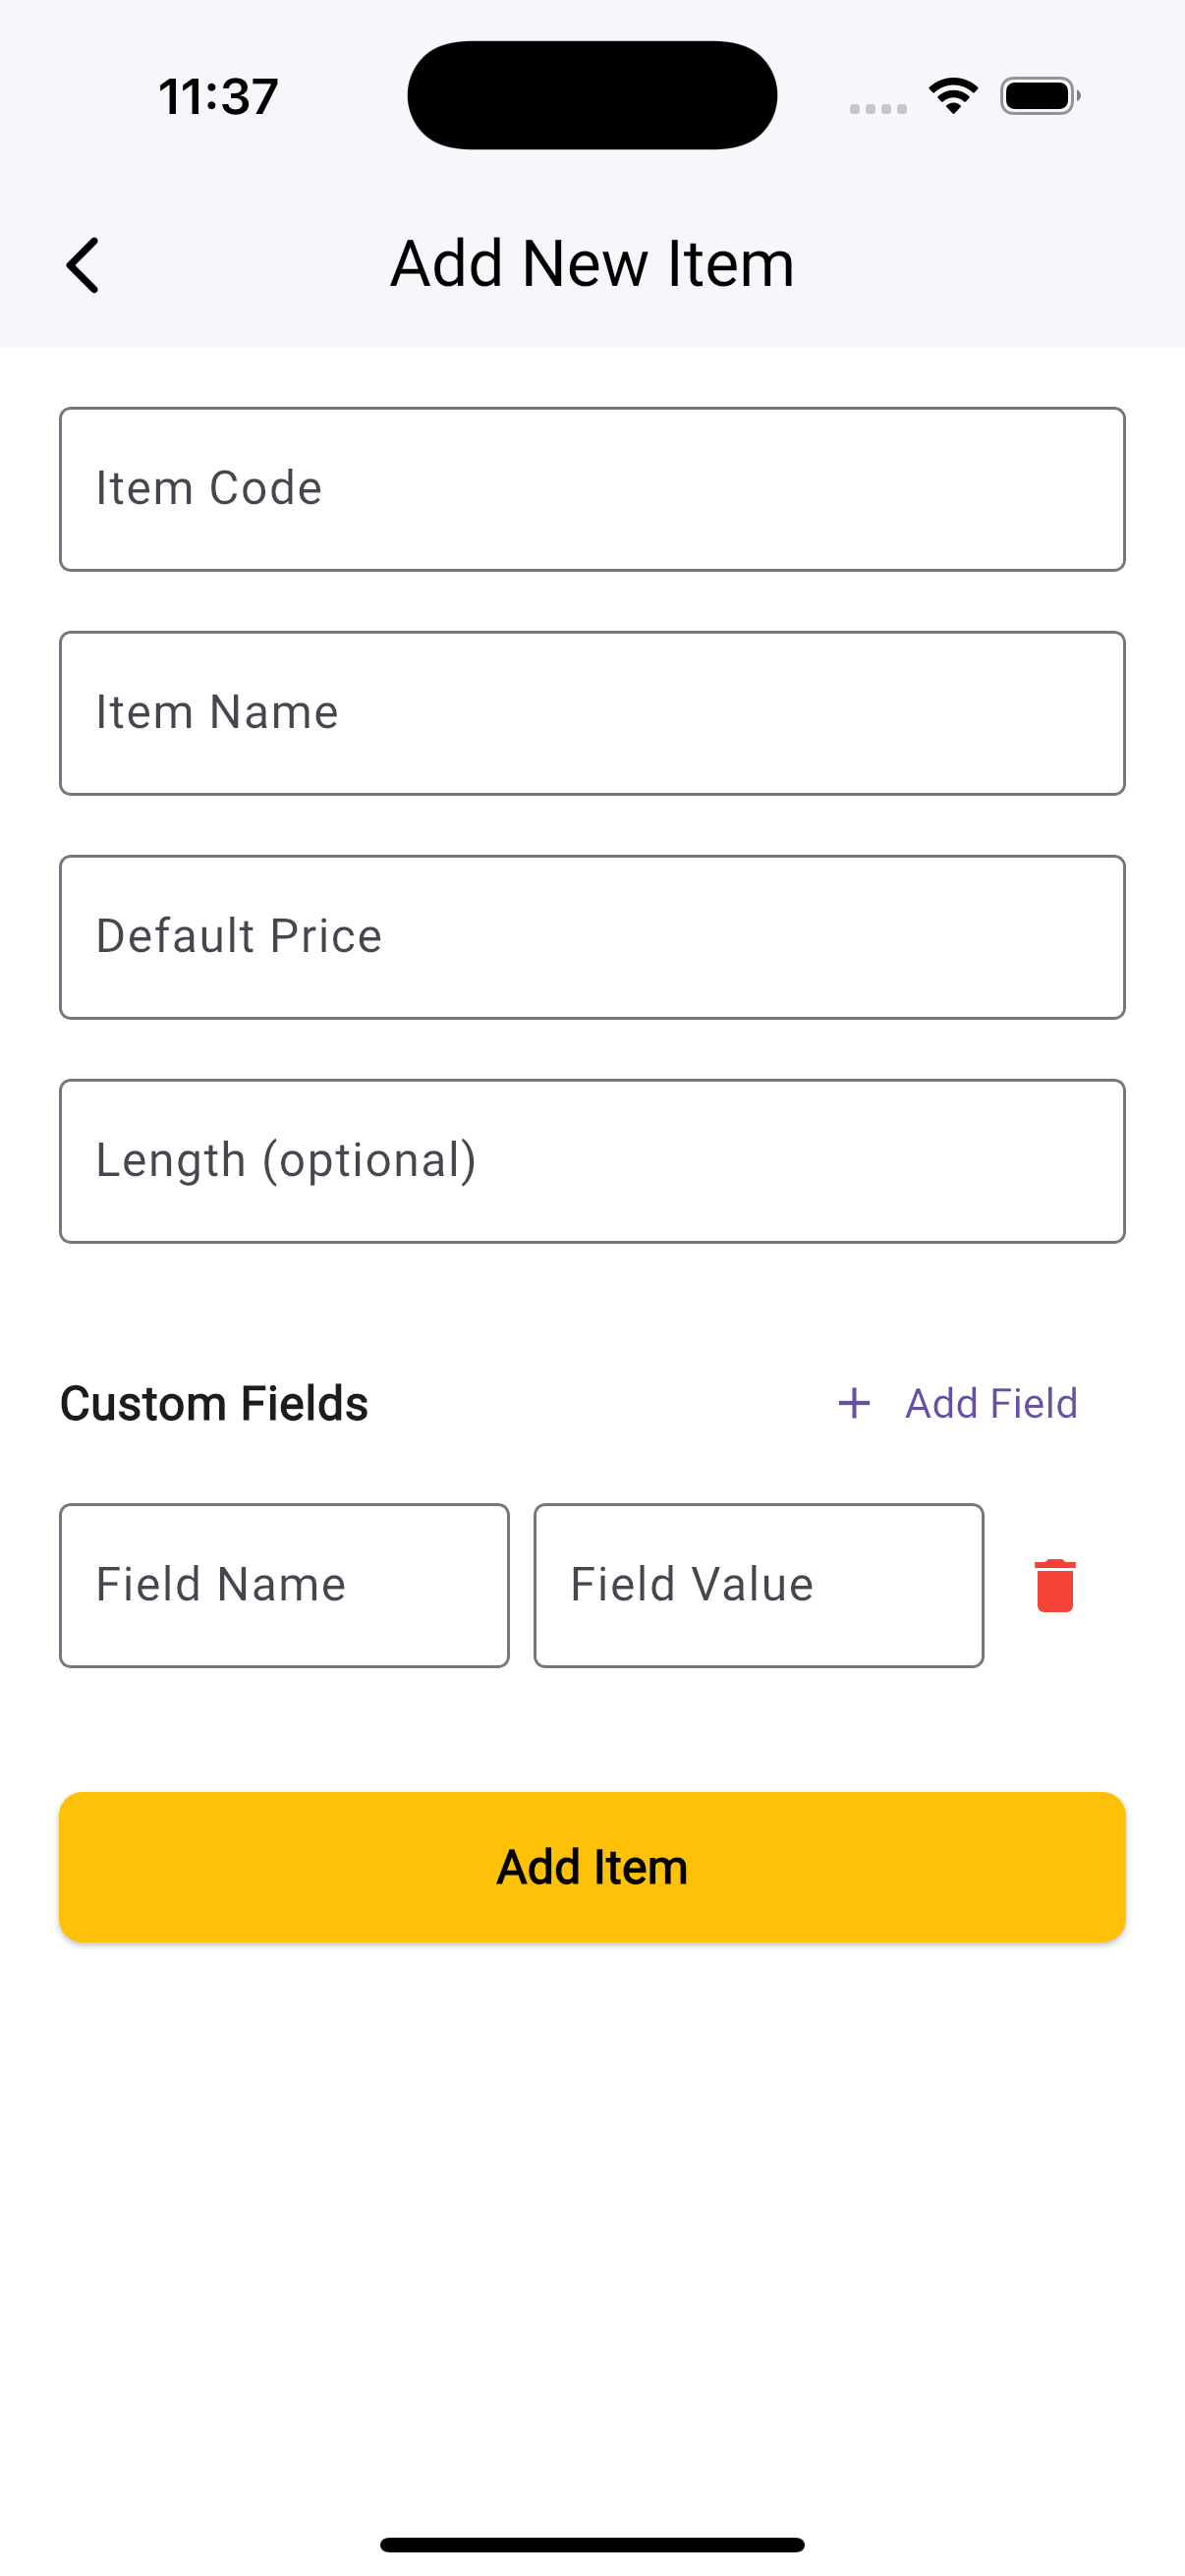 11:37
Add New Item
Item Code
Item Name
Default Price
Length (optional)
Custom Fields
+ Add Field
Field Name
Field Value
Add Item